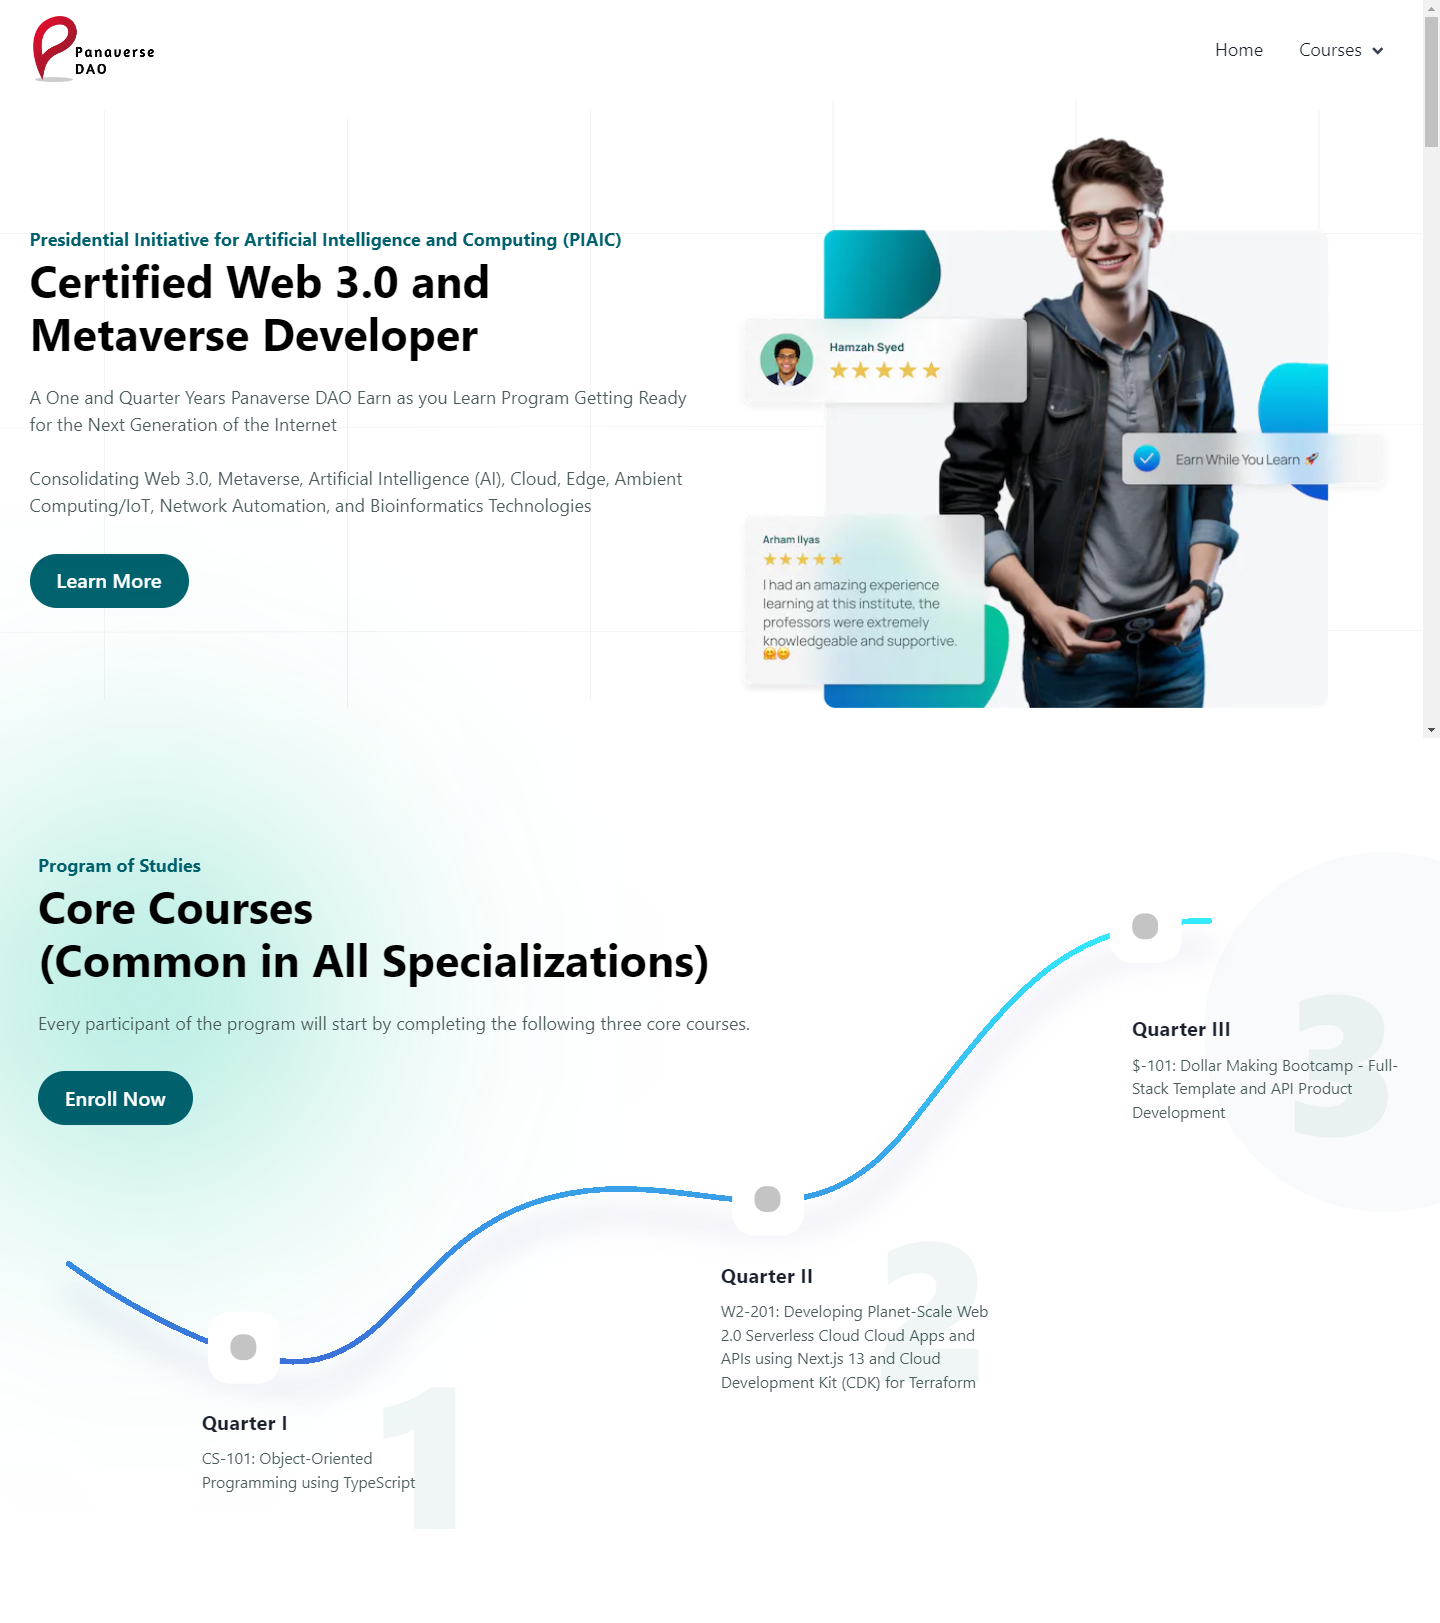 Panaverse
DAO
Home
Courses
Presidential Initiative for Artificial Intelligence and Computing (PIAIC)
Certified Web 3.0 and
Metaverse Developer
A One and Quarter Years Panaverse DAO Earn as you Learn Program Getting Ready
for the Next Generation of the Internet
Consolidating Web 3.0, Metaverse, Artificial Intelligence (AI), Cloud, Edge, Ambient
Computing/IoT, Network Automation, and Bioinformatics Technologies
Learn More
Hamzah Syed
Earn While You Learn 🚀
Arham Ilyas
I had an amazing experience
learning at this institute, the
professors were extremely
knowledgeable and supportive.
🤗😊
Program of Studies
Core Courses
(Common in All Specializations)
Every participant of the program will start by completing the following three core courses.
Enroll Now
1
Quarter I
CS-101: Object-Oriented
Programming using TypeScript
2
Quarter II
W2-201: Developing Planet-Scale Web
2.0 Serverless Cloud Cloud Apps and
APIs using Next.js 13 and Cloud
Development Kit (CDK) for Terraform
3
Quarter III
$-101: Dollar Making Bootcamp - Full-
Stack Template and API Product
Development